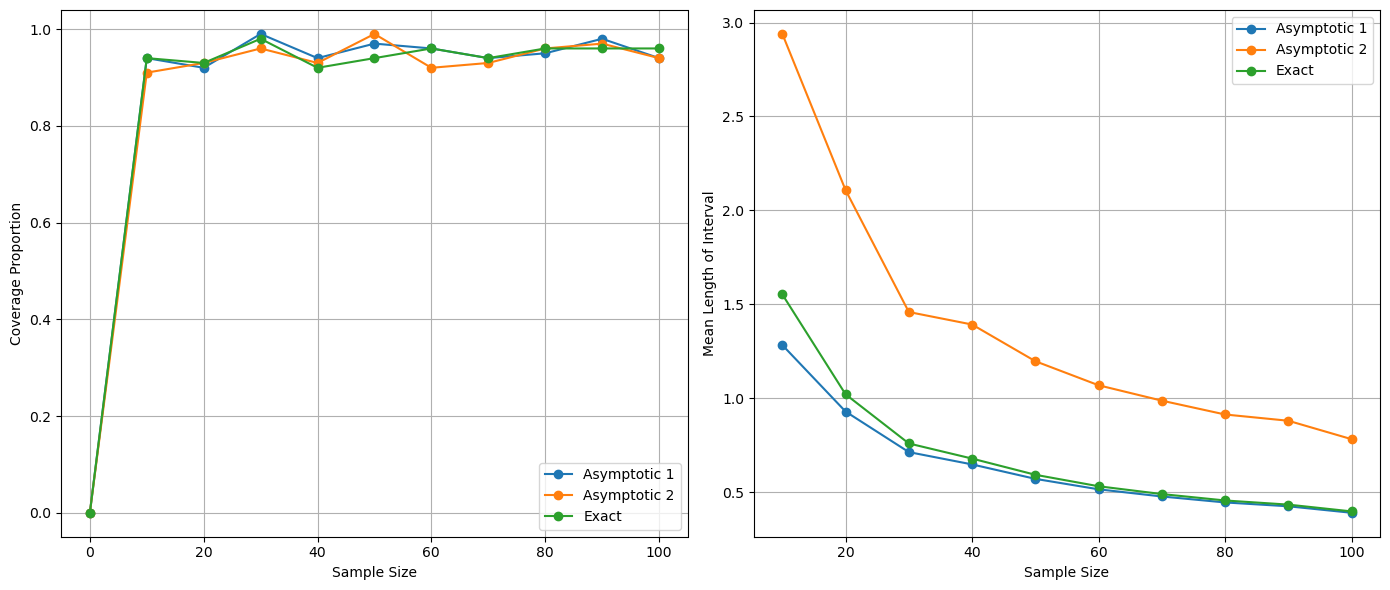 1.0
0.8
0.6
0.4
0.2
0.0
Coverage Proportion
0 20 40 60 80 100
Sample Size
Asymptotic 1
Asymptotic 2
Exact
3.0
2.5
2.0
1.5
1.0
0.5
Mean Length of Interval
20 40 60 80 100
Sample Size
Asymptotic 1
Asymptotic 2
Exact